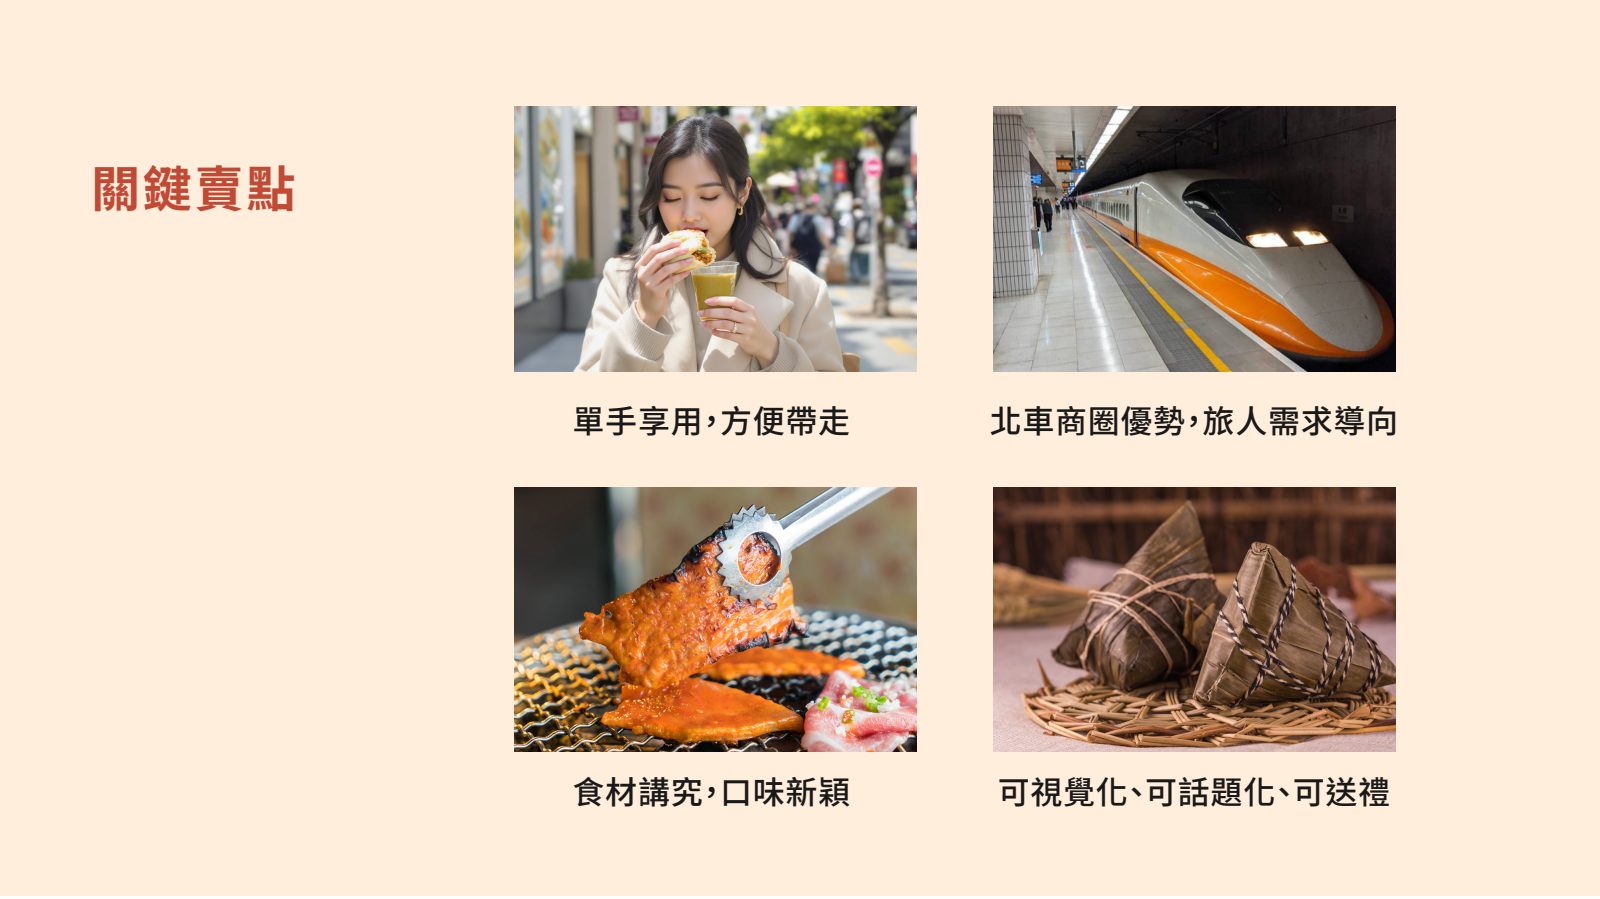 關鍵賣點
單手享用，方便帶走
北車商圈優勢，旅人需求導向
食材講究，口味新穎
可視覺化、可話題化、可送禮